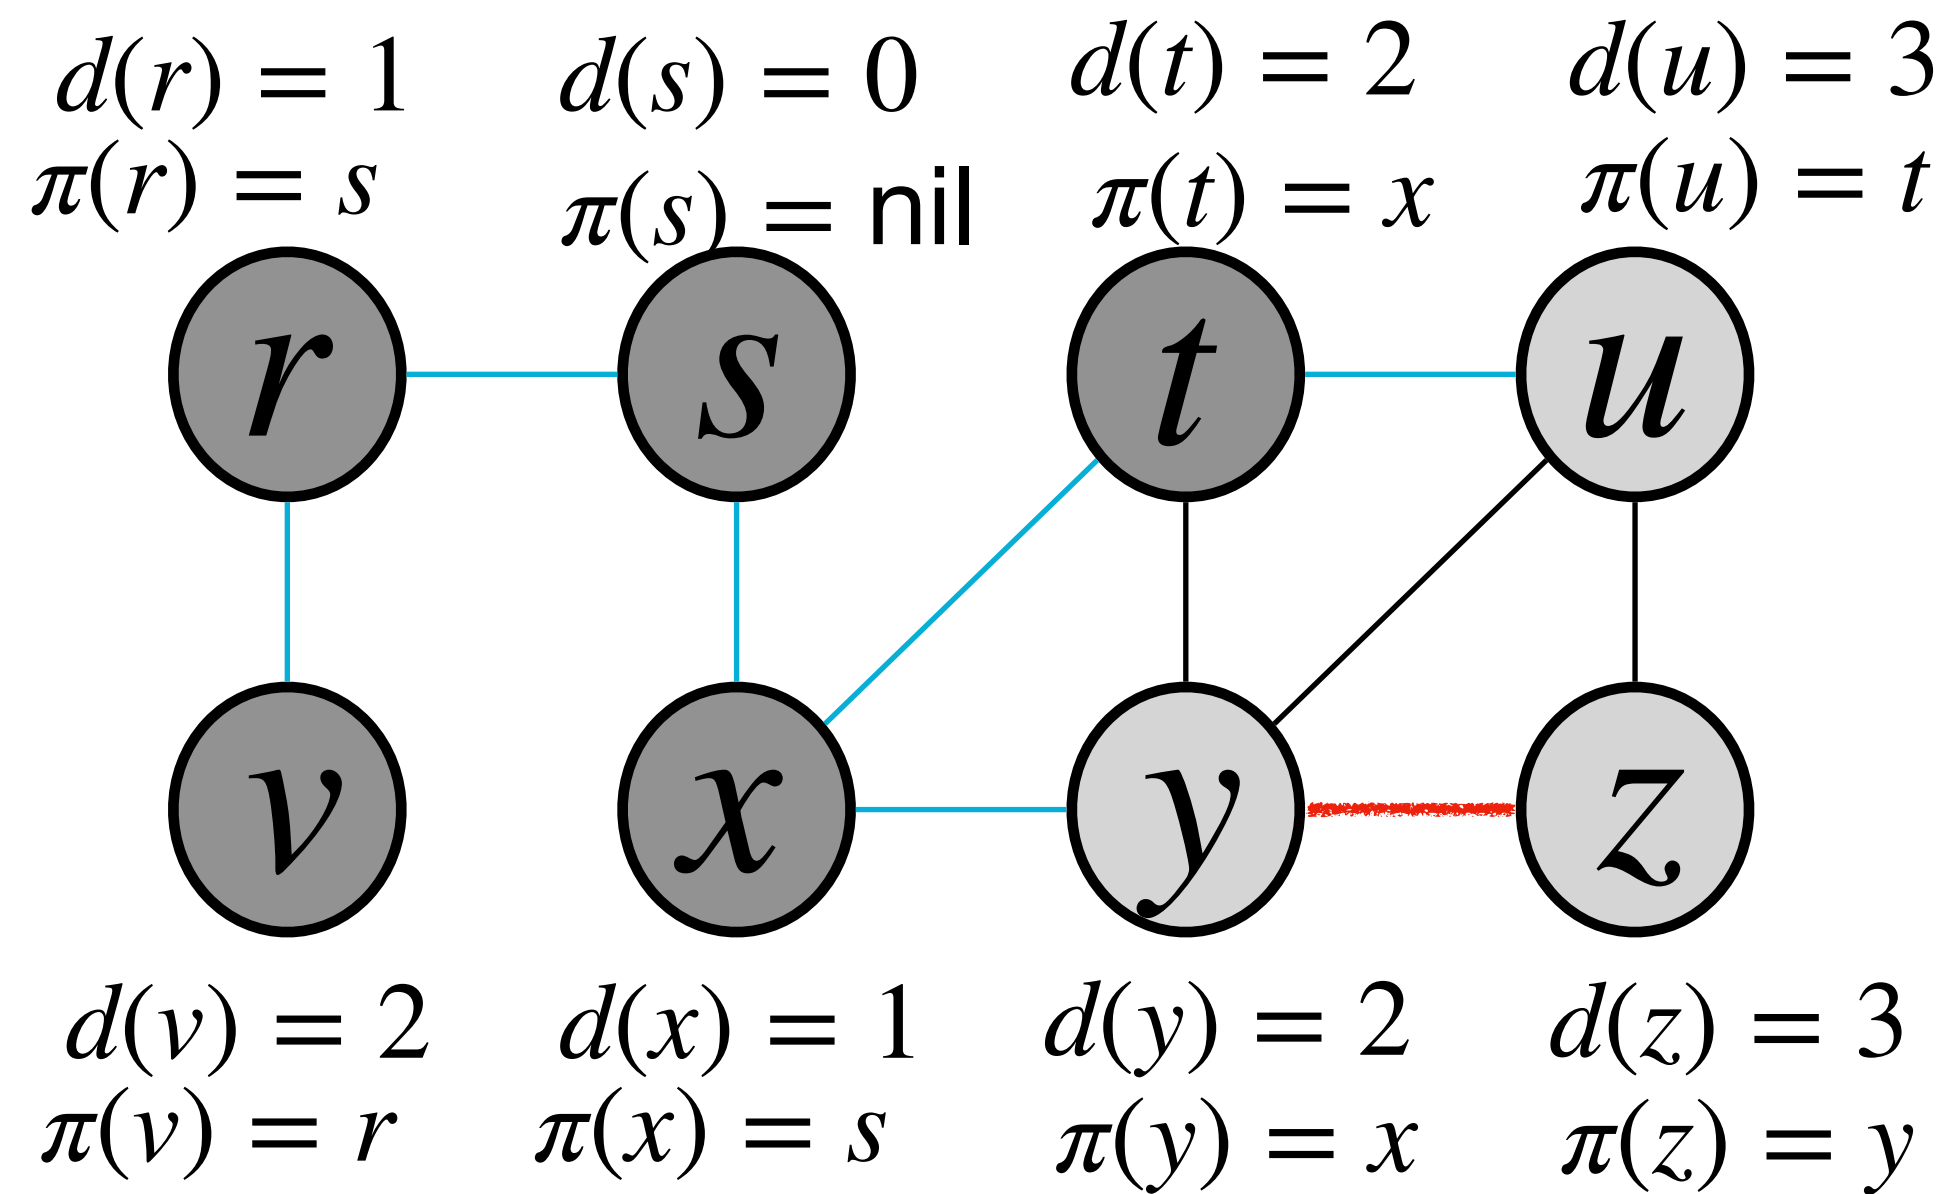 d(r) = 1
π(r) = s
d(s) = 0
π(s) = nil
d(t) = 2
π(t) = x
d(u) = 3
π(u) = t
r
s
t
u
v
x
y
z
d(v) = 2
π(v) = r
d(x) = 1
π(x) = s
d(y) = 2
π(y) = x
d(z) = 3
π(z) = y